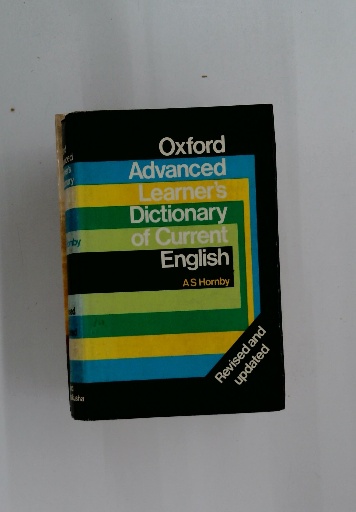 Oxford
Advanced
Learner's
Dictionary
of Current
English
A S Hornby
Revised and
updated